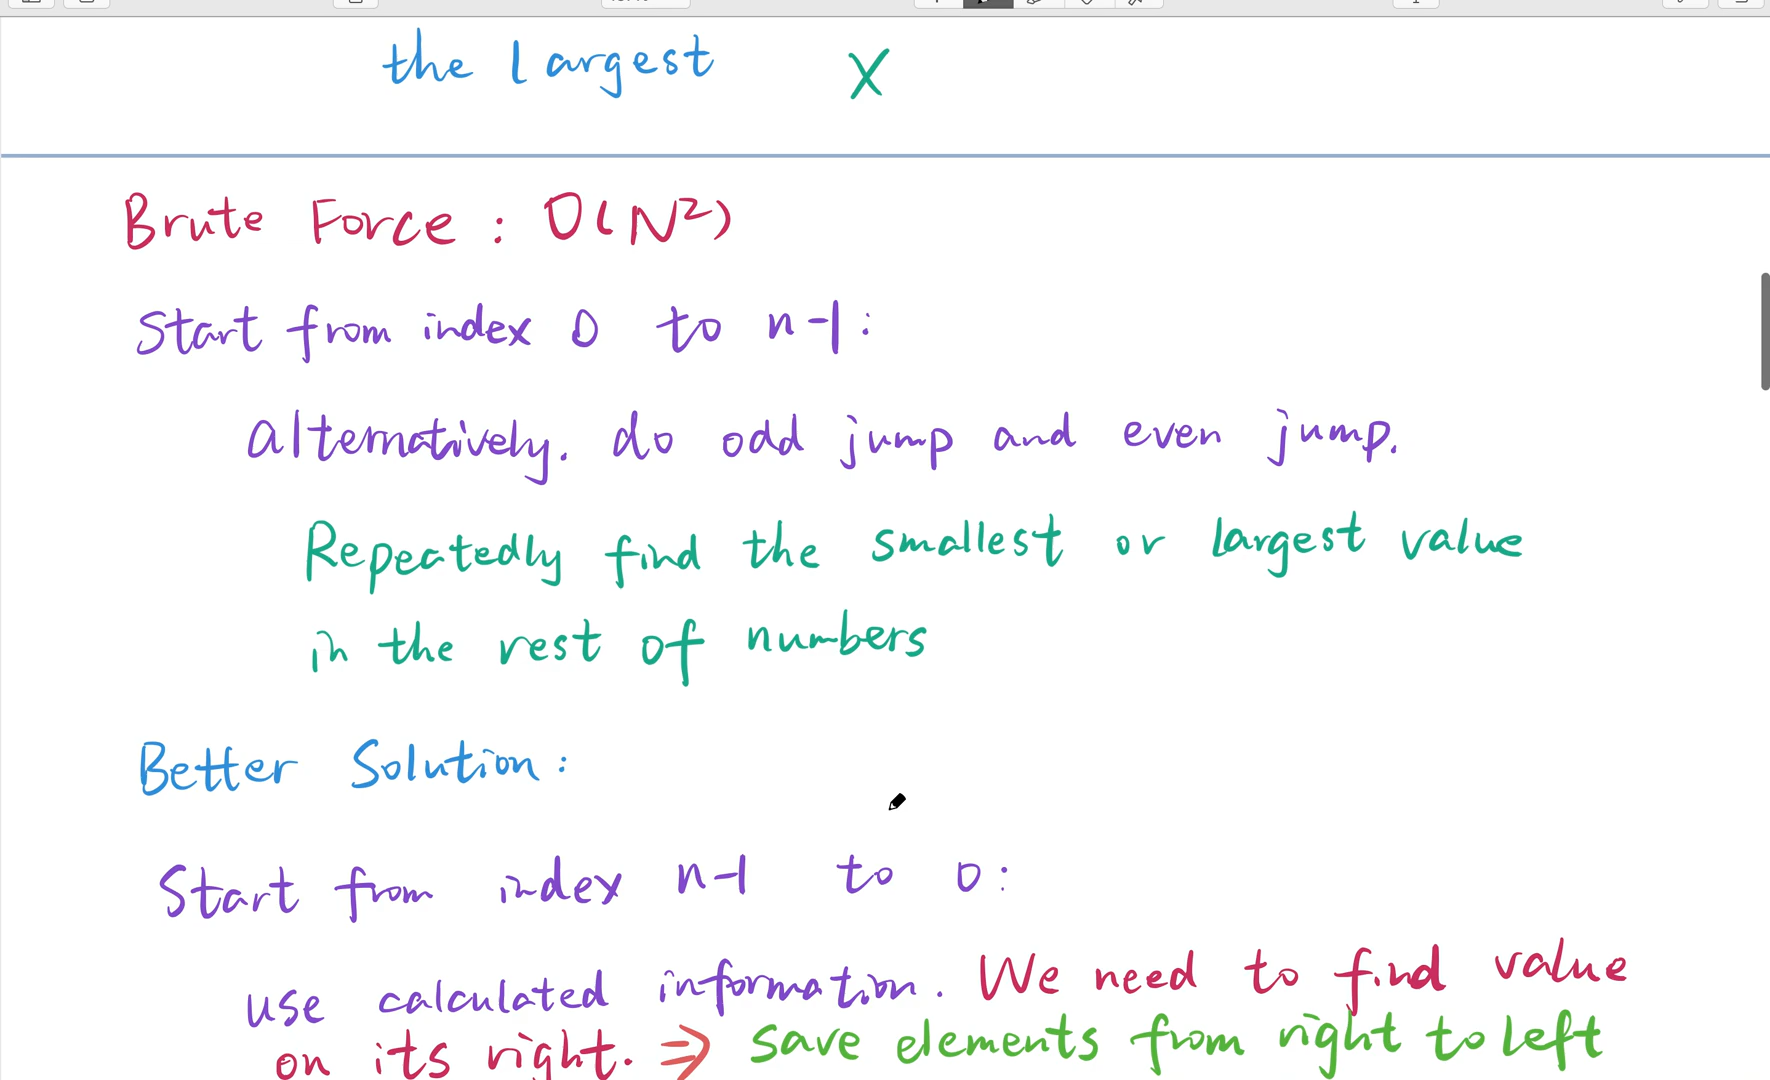 the largest X
Brute Force : O(N²)
Start from index 0 to n-1 :
alternatively. do odd jump and even jump.
Repeatedly find the smallest or largest value
in the rest of numbers
Better Solution :
Start from index n-1 to 0 :
use calculated information. We need to find value
on its right. ⇒ save elements from right to left